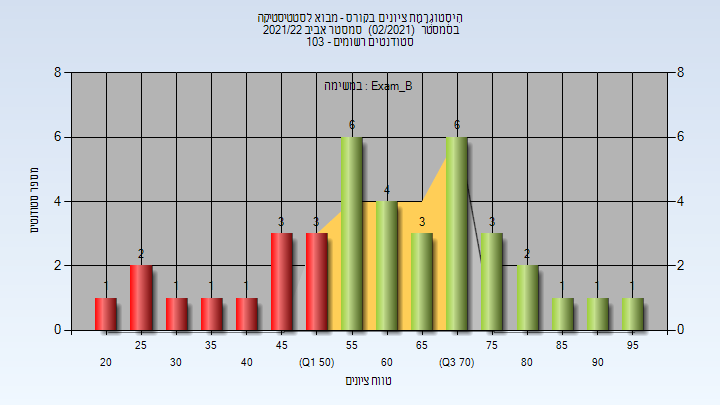 היסטוגרמת ציונים בקורס - מבוא לסטטיסטיקה
בסמסטר (02/2021) סמסטר אביב 2021/22
סטודנטים רשומים - 103
במשימה : Exam_B
מספר סטודנטים
8 8
6 6
4 4
2 2
0 0
1 2 1 1 1 3 3 6 4 3 6 3 2 1 1 1
25 35 45 55 65 75 85 95
20 30 40 (Q1 50) 60 (Q3 70) 80 90
טווח ציונים